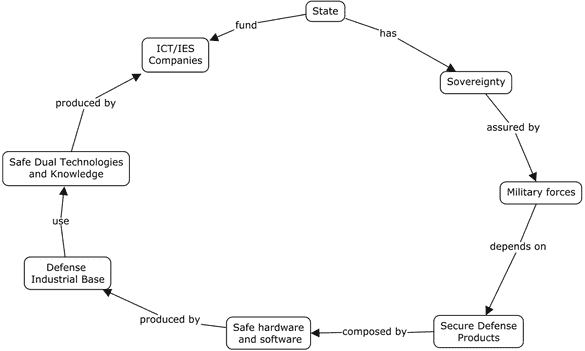 State
fund
has
ICT/IES
Companies
Sovereignty
produced by
assured by
Safe Dual Technologies
and Knowledge
Military forces
use
depends on
Defense
Industrial Base
produced by
Safe hardware
and software
composed by
Secure Defense
Products